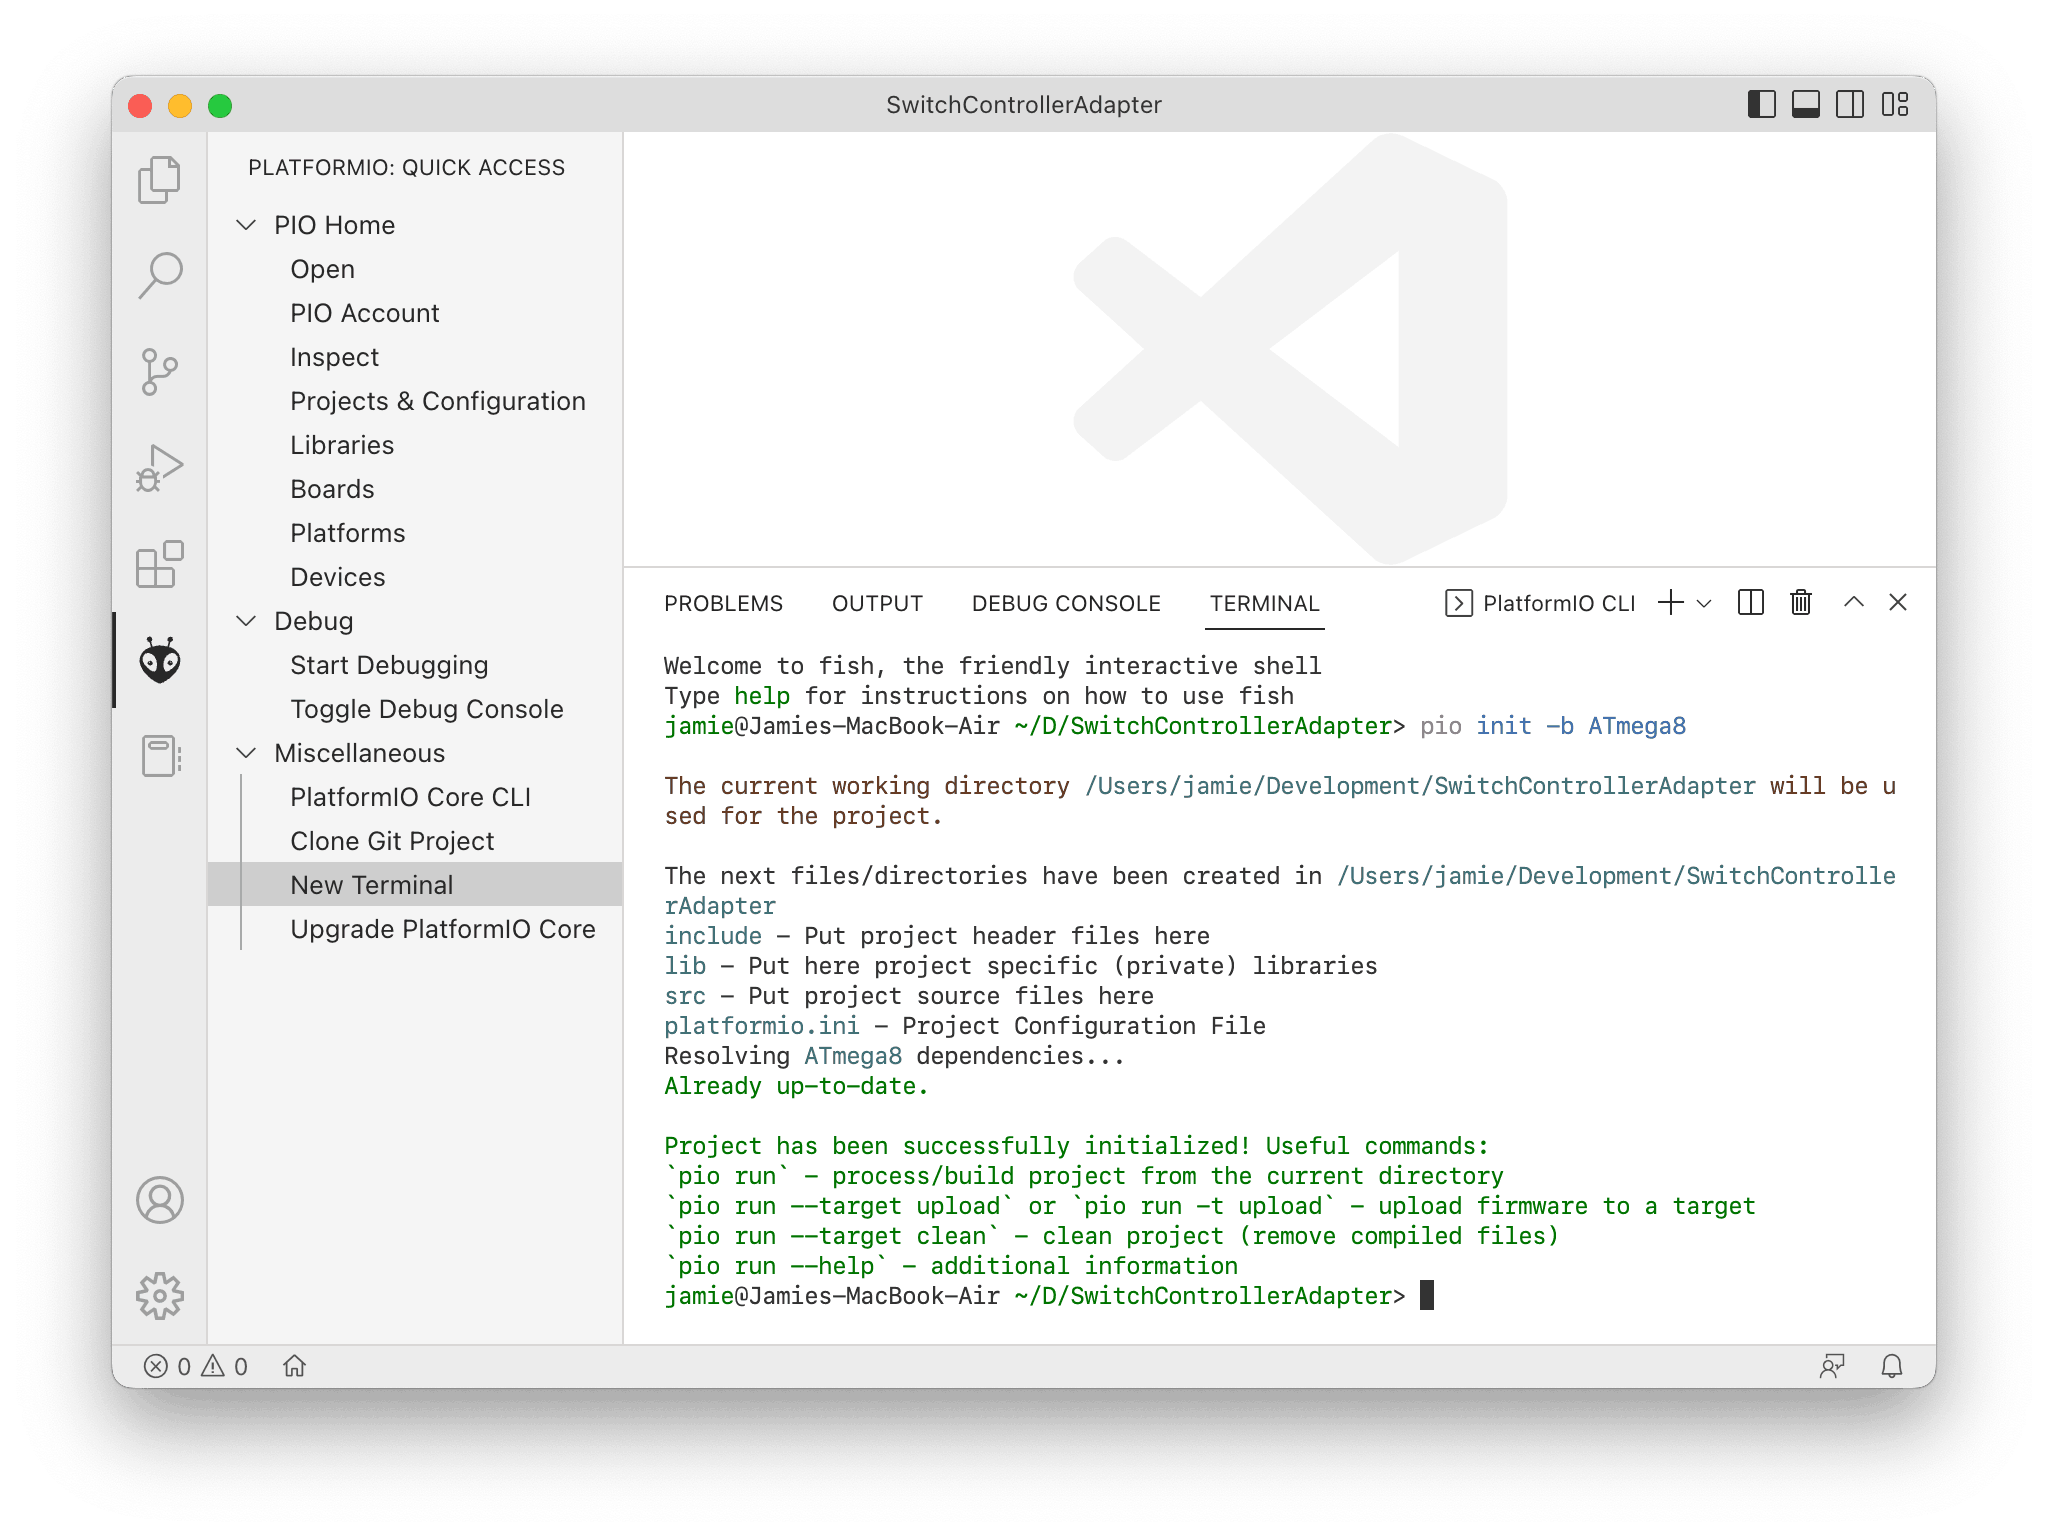 SwitchControllerAdapter
PLATFORMIO: QUICK ACCESS
PIO Home
Open
PIO Account
Inspect
Projects & Configuration
Libraries
Boards
Platforms
Devices
Debug
Start Debugging
Toggle Debug Console
Miscellaneous
PlatformIO Core CLI
Clone Git Project
New Terminal
Upgrade PlatformIO Core
PROBLEMS OUTPUT DEBUG CONSOLE TERMINAL PlatformIO CLI
Welcome to fish, the friendly interactive shell
Type help for instructions on how to use fish
jamie@Jamies-MacBook-Air ~/D/SwitchControllerAdapter> pio init -b ATmega8
The current working directory /Users/jamie/Development/SwitchControllerAdapter will be u
sed for the project.
The next files/directories have been created in /Users/jamie/Development/SwitchControlle
rAdapter
include - Put project header files here
lib - Put here project specific (private) libraries
src - Put project source files here
platformio.ini - Project Configuration File
Resolving ATmega8 dependencies...
Already up-to-date.
Project has been successfully initialized! Useful commands:
`pio run` - process/build project from the current directory
`pio run --target upload` or `pio run -t upload` - upload firmware to a target
`pio run --target clean` - clean project (remove compiled files)
`pio run --help` - additional information
jamie@Jamies-MacBook-Air ~/D/SwitchControllerAdapter>
0 0